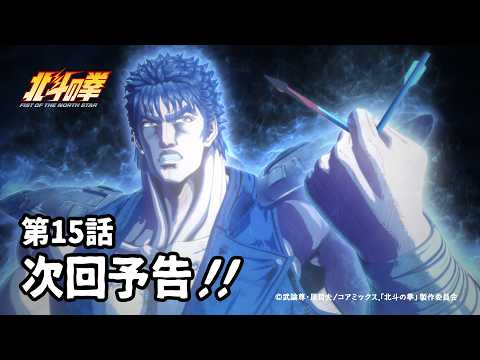 北斗の拳
FIST OF THE NORTH STAR
第15話
次回予告!!
©武論尊・原哲夫/コアミックス,「北斗の拳」製作委員会